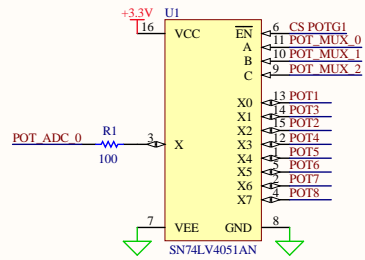 +3.3V
U1
16 VCC EN 6 CS POTG1
A 11 POT_MUX_0
B 10 POT_MUX_1
C 9 POT_MUX_2
X0 13 POT1
X1 14 POT3
X2 15 POT2
POT_ADC_0 R1 100 3 X X3 12 POT4
X4 1 POT5
X5 5 POT6
X6 2 POT7
X7 4 POT8
7 VEE GND 8
SN74LV4051AN